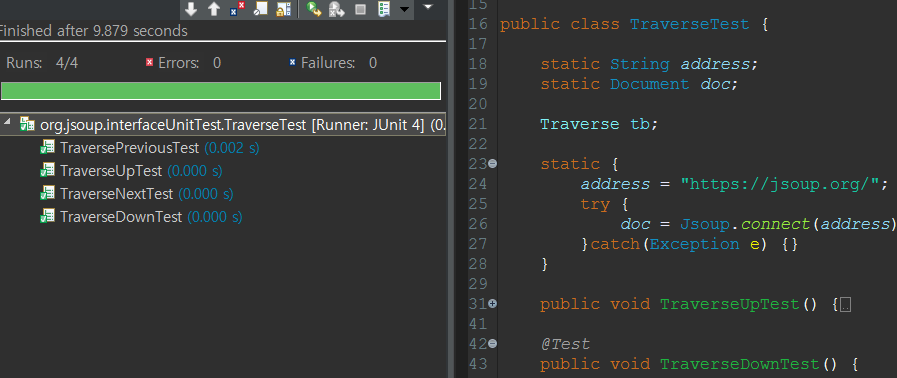 Finished after 9.879 seconds
Runs: 4/4 Errors: 0 Failures: 0
org.jsoup.interfaceUnitTest.TraverseTest [Runner: JUnit 4] (0.
TraversePreviousTest (0.002 s)
TraverseUpTest (0.000 s)
TraverseNextTest (0.000 s)
TraverseDownTest (0.000 s)
15
16 public class TraverseTest {
17
18 static String address;
19 static Document doc;
20
21 Traverse tb;
22
23 static {
24 address = "https://jsoup.org/";
25 try {
26 doc = Jsoup.connect(address)
27 }catch(Exception e) {}
28 }
29
31 public void TraverseUpTest() {
41
42 @Test
43 public void TraverseDownTest() {